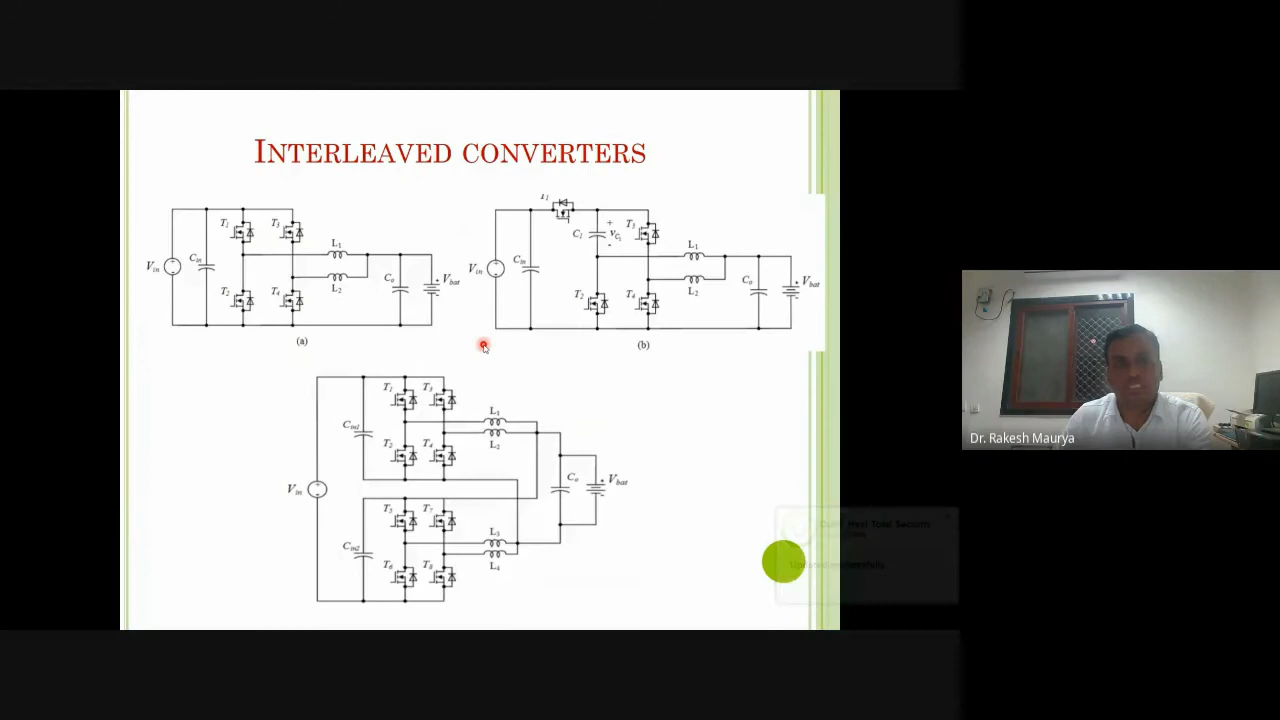 INTERLEAVED CONVERTERS
T1 T3
L1
Vin Cin
Co Vbat
T2 T4 L2
(a)
T1
C1 + vC1 - T3
L1
Vin Cin
Co Vbat
T2 T4 L2
(b)
T1 T3
L1
Cin1
L2
T2 T4
Co Vbat
Vin
T5 T7
L3
Cin2
T6 T8 L4
Total Security
Dr. Rakesh Maurya